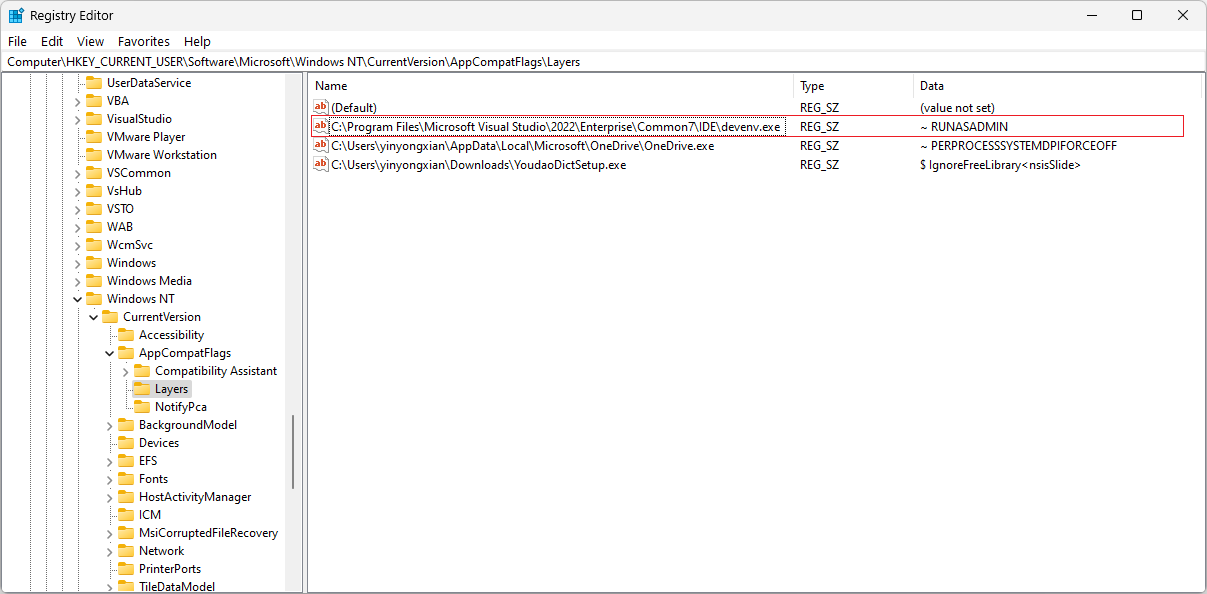 Registry Editor
File Edit View Favorites Help
Computer\HKEY_CURRENT_USER\Software\Microsoft\Windows NT\CurrentVersion\AppCompatFlags\Layers
UserDataService
VBA
VisualStudio
VMware Player
VMware Workstation
VSCommon
VsHub
VSTO
WAB
WcmSvc
Windows
Windows Media
Windows NT
CurrentVersion
Accessibility
AppCompatFlags
Compatibility Assistant
Layers
NotifyPca
BackgroundModel
Devices
EFS
Fonts
HostActivityManager
ICM
MsiCorruptedFileRecovery
Network
PrinterPorts
TileDataModel
Name Type Data
ab (Default) REG_SZ (value not set)
ab C:\Program Files\Microsoft Visual Studio\2022\Enterprise\Common7\IDE\devenv.exe REG_SZ ~ RUNASADMIN
ab C:\Users\yinyongxian\AppData\Local\Microsoft\OneDrive\OneDrive.exe REG_SZ ~ PERPROCESSSYSTEMDPIFORCEOFF
ab C:\Users\yinyongxian\Downloads\YoudaoDictSetup.exe REG_SZ $ IgnoreFreeLibrary<nsisSlide>